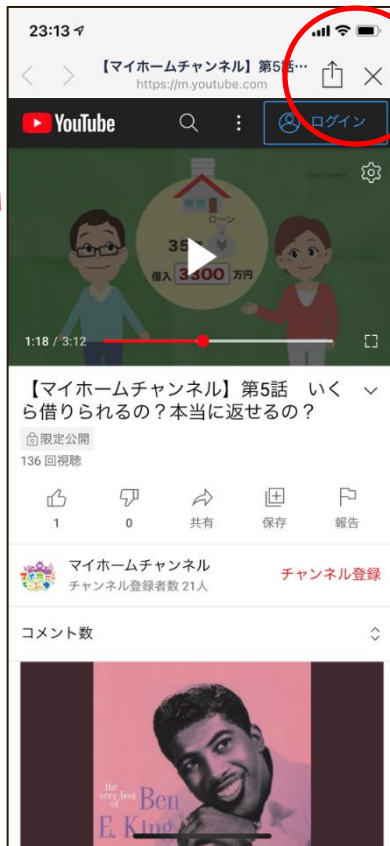 23:13
【マイホームチャンネル】第5話…
https://m.youtube.com
YouTube
ログイン
ローン
35年
借入 3300 万円
1:18 / 3:12
【マイホームチャンネル】 第5話 いく
ら借りられるの？本当に返せるの？
限定公開
136 回視聴
1
0
共有
保存
報告
マイホームチャンネル
チャンネル登録者数 21人
チャンネル登録
コメント数
the
very best
of
Ben
E. King